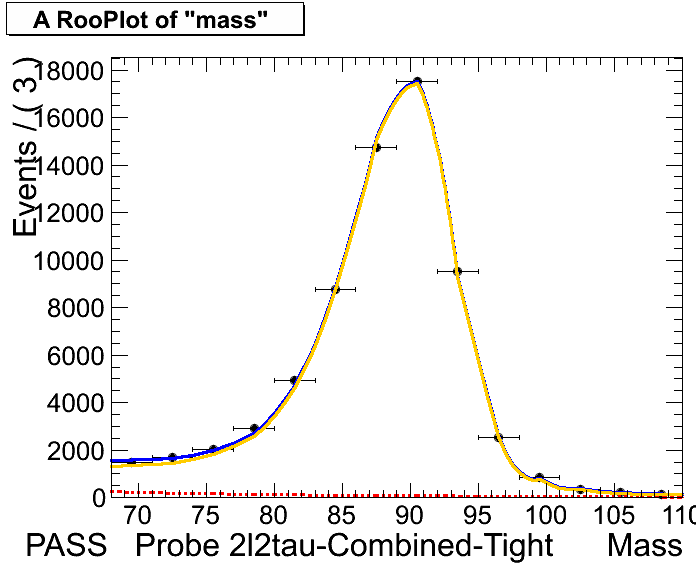 A RooPlot of "mass"
Events / ( 3 )
18000
16000
14000
12000
10000
8000
6000
4000
2000
0
70 75 80 85 90 95 100 105 110
PASS Probe 2l2tau-Combined-Tight Mass